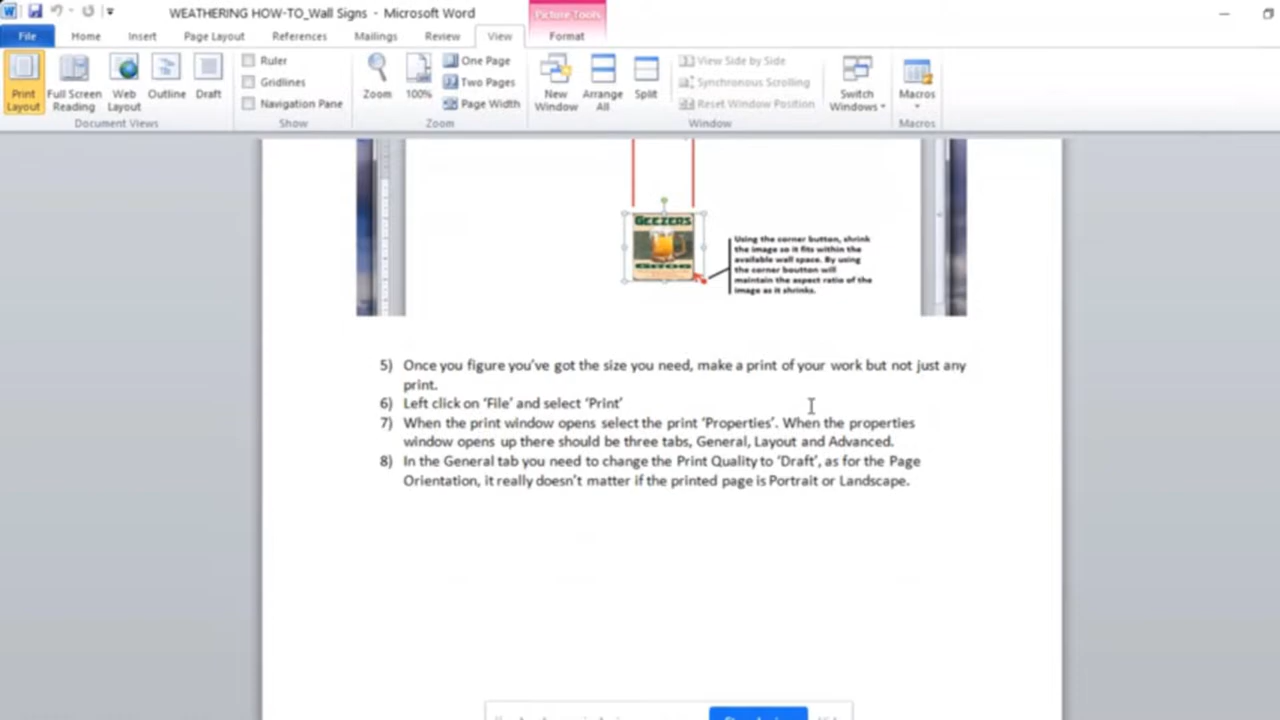 WEATHERING HOW-TO_Wall Signs - Microsoft Word
Picture Tools
File Home Insert Page Layout References Mailings Review View Format
Print Layout
Full Screen Reading
Web Layout
Outline
Draft
Document Views
Ruler
Gridlines
Navigation Pane
Show
Zoom
100%
One Page
Two Pages
Page Width
Zoom
New Window
Arrange All
Split
View Side by Side
Synchronous Scrolling
Reset Window Position
Window
Switch Windows
Macros
Macros
GEEZERS
Using the corner button, shrink
the image so it fits within the
available wall space. By using
the corner boutton will
maintain the aspect ratio of the
image as it shrinks.
5) Once you figure you've got the size you need, make a print of your work but not just any
print.
6) Left click on 'File' and select 'Print'
7) When the print window opens select the print 'Properties'. When the properties
window opens up there should be three tabs, General, Layout and Advanced.
8) In the General tab you need to change the Print Quality to 'Draft', as for the Page
Orientation, it really doesn't matter if the printed page is Portrait or Landscape.